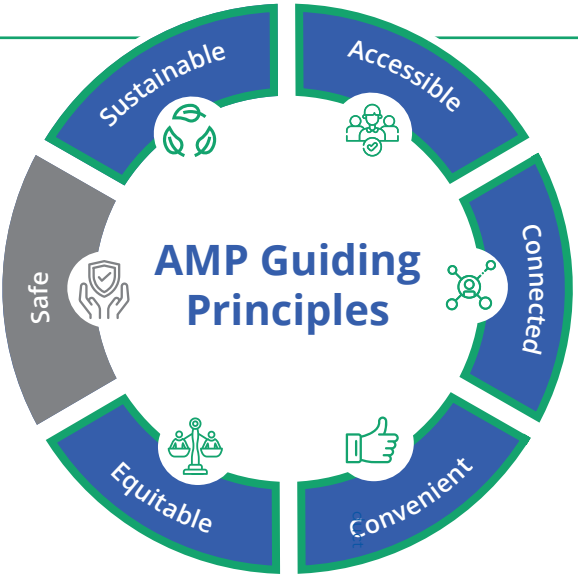 AMP Guiding
Principles
Accessible
Connected
Convenient
Equitable
Safe
Sustainable